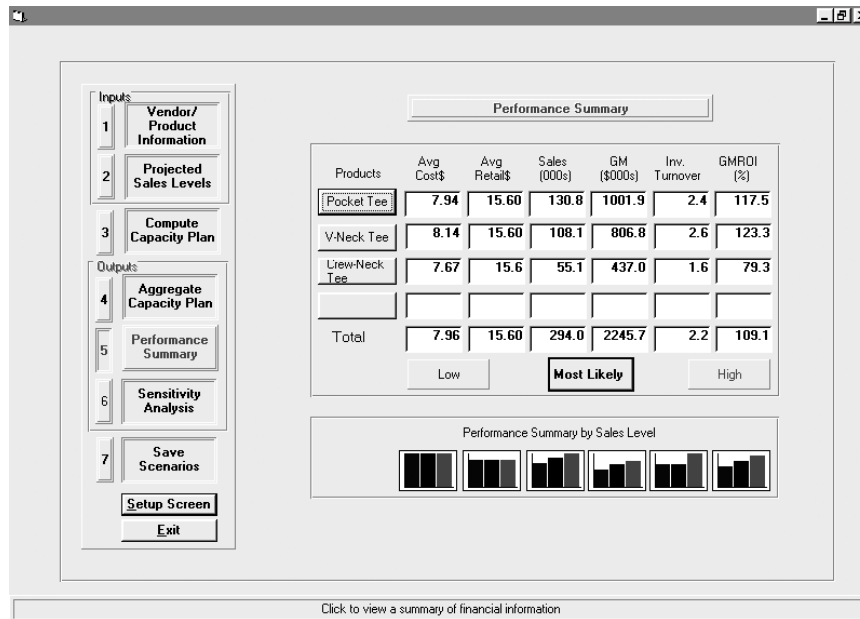 Inputs
1
Vendor/
Product
Information
2
Projected
Sales Levels
3
Compute
Capacity Plan
Outputs
4
Aggregate
Capacity Plan
5
Performance
Summary
6
Sensitivity
Analysis
7
Save
Scenarios
Setup Screen
Exit
Performance Summary
Products Avg Cost$ Avg Retail$ Sales (000s) GM ($000s) Inv. Turnover GMROI (%)
Pocket Tee 7.94 15.60 130.8 1001.9 2.4 117.5
V-Neck Tee 8.14 15.60 108.1 806.8 2.6 123.3
Crew-Neck Tee 7.67 15.6 55.1 437.0 1.6 79.3
Total 7.96 15.60 294.0 2245.7 2.2 109.1
Low Most Likely High
Performance Summary by Sales Level
Click to view a summary of financial information